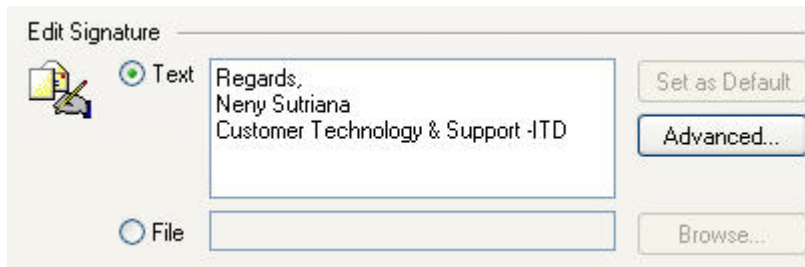 Edit Signature
Text
Regards,
Neny Sutriana
Customer Technology & Support -ITD
Set as Default
Advanced...
File
Browse...